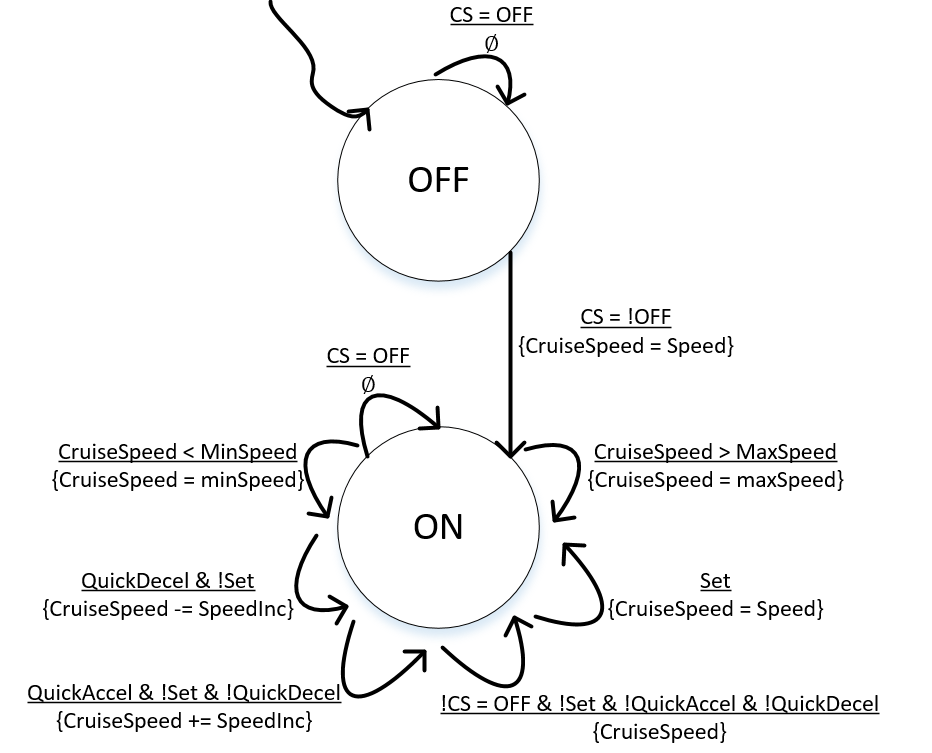 CS = OFF
∅
OFF
CS = !OFF
{CruiseSpeed = Speed}
CS = OFF
∅
CruiseSpeed < MinSpeed
{CruiseSpeed = minSpeed}
CruiseSpeed > MaxSpeed
{CruiseSpeed = maxSpeed}
ON
QuickDecel & !Set
{CruiseSpeed -= SpeedInc}
Set
{CruiseSpeed = Speed}
QuickAccel & !Set & !QuickDecel
{CruiseSpeed += SpeedInc}
!CS = OFF & !Set & !QuickAccel & !QuickDecel
{CruiseSpeed}